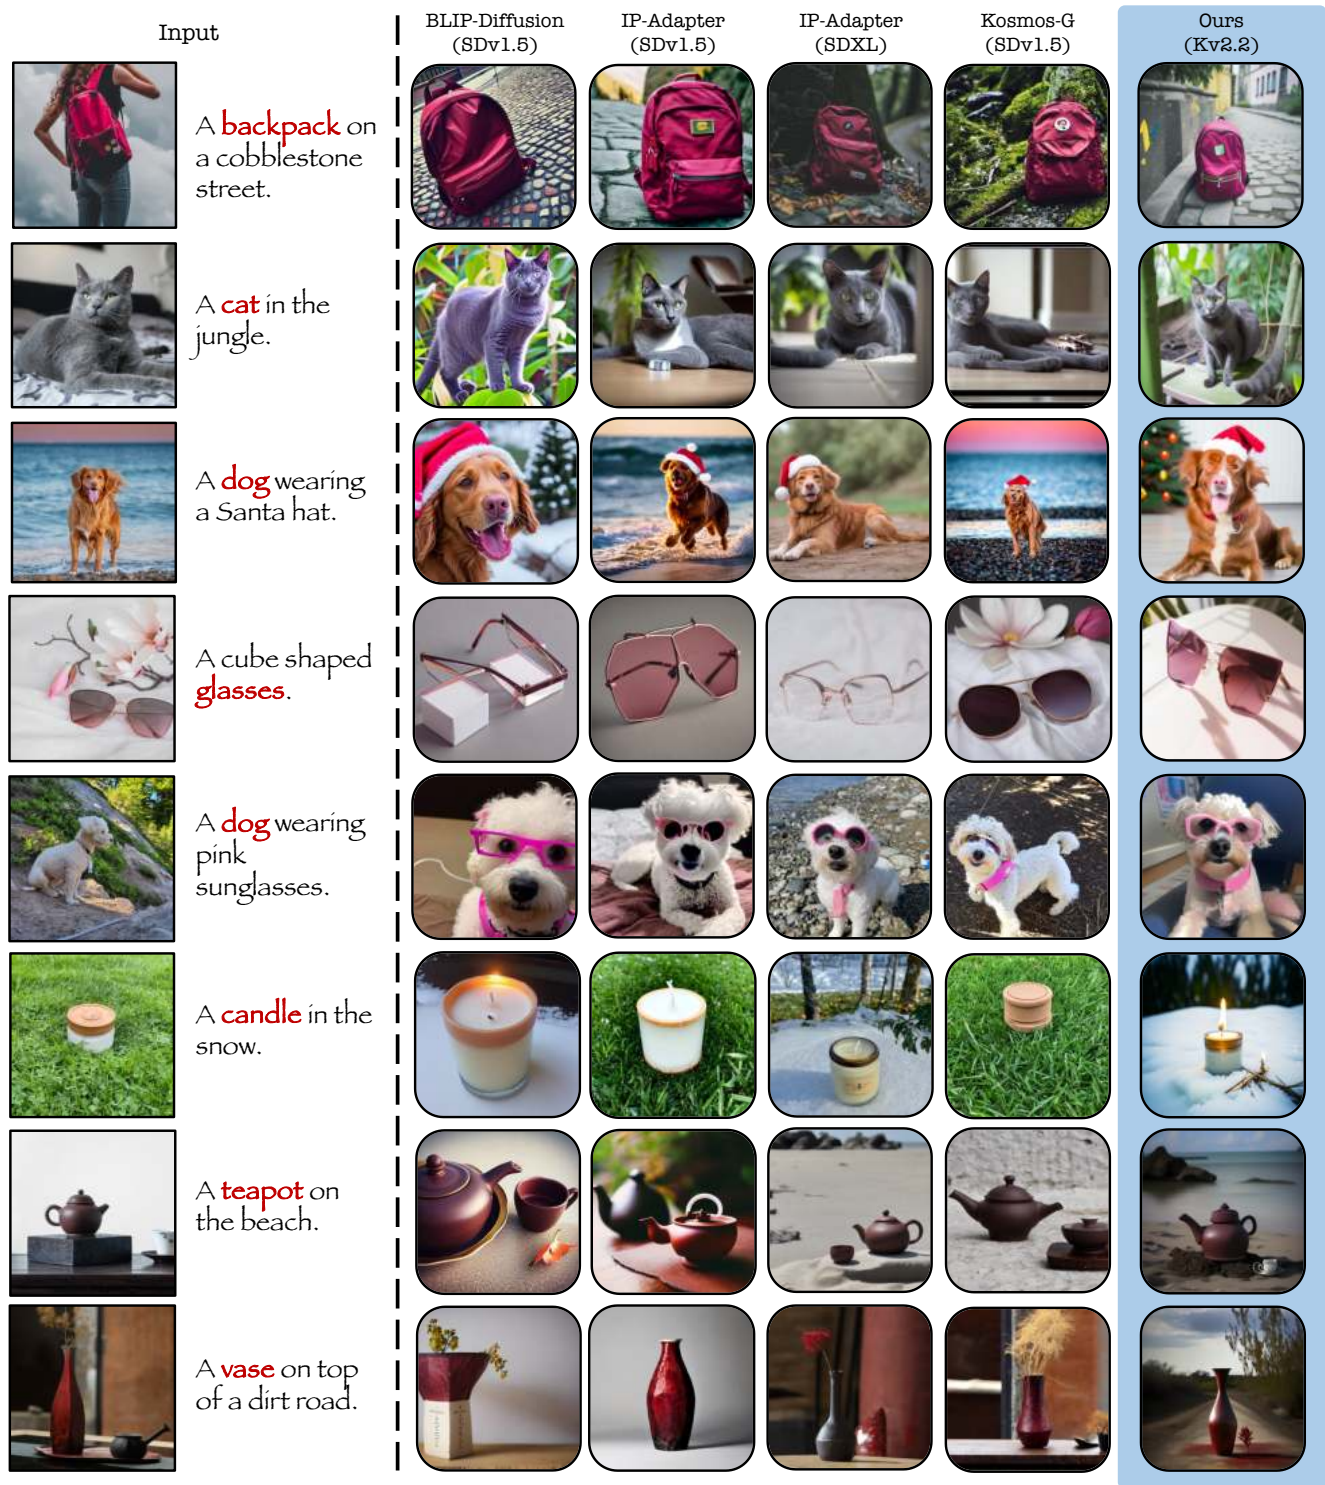 Input
BLIP-Diffusion
(SDv1.5)
IP-Adapter
(SDv1.5)
IP-Adapter
(SDXL)
Kosmos-G
(SDv1.5)
Ours
(Kv2.2)
A backpack on
a cobblestone
street.
A cat in the
jungle.
A dog wearing
a Santa hat.
A cube shaped
glasses.
A dog wearing
pink
sunglasses.
A candle in the
snow.
A teapot on
the beach.
A vase on top
of a dirt road.